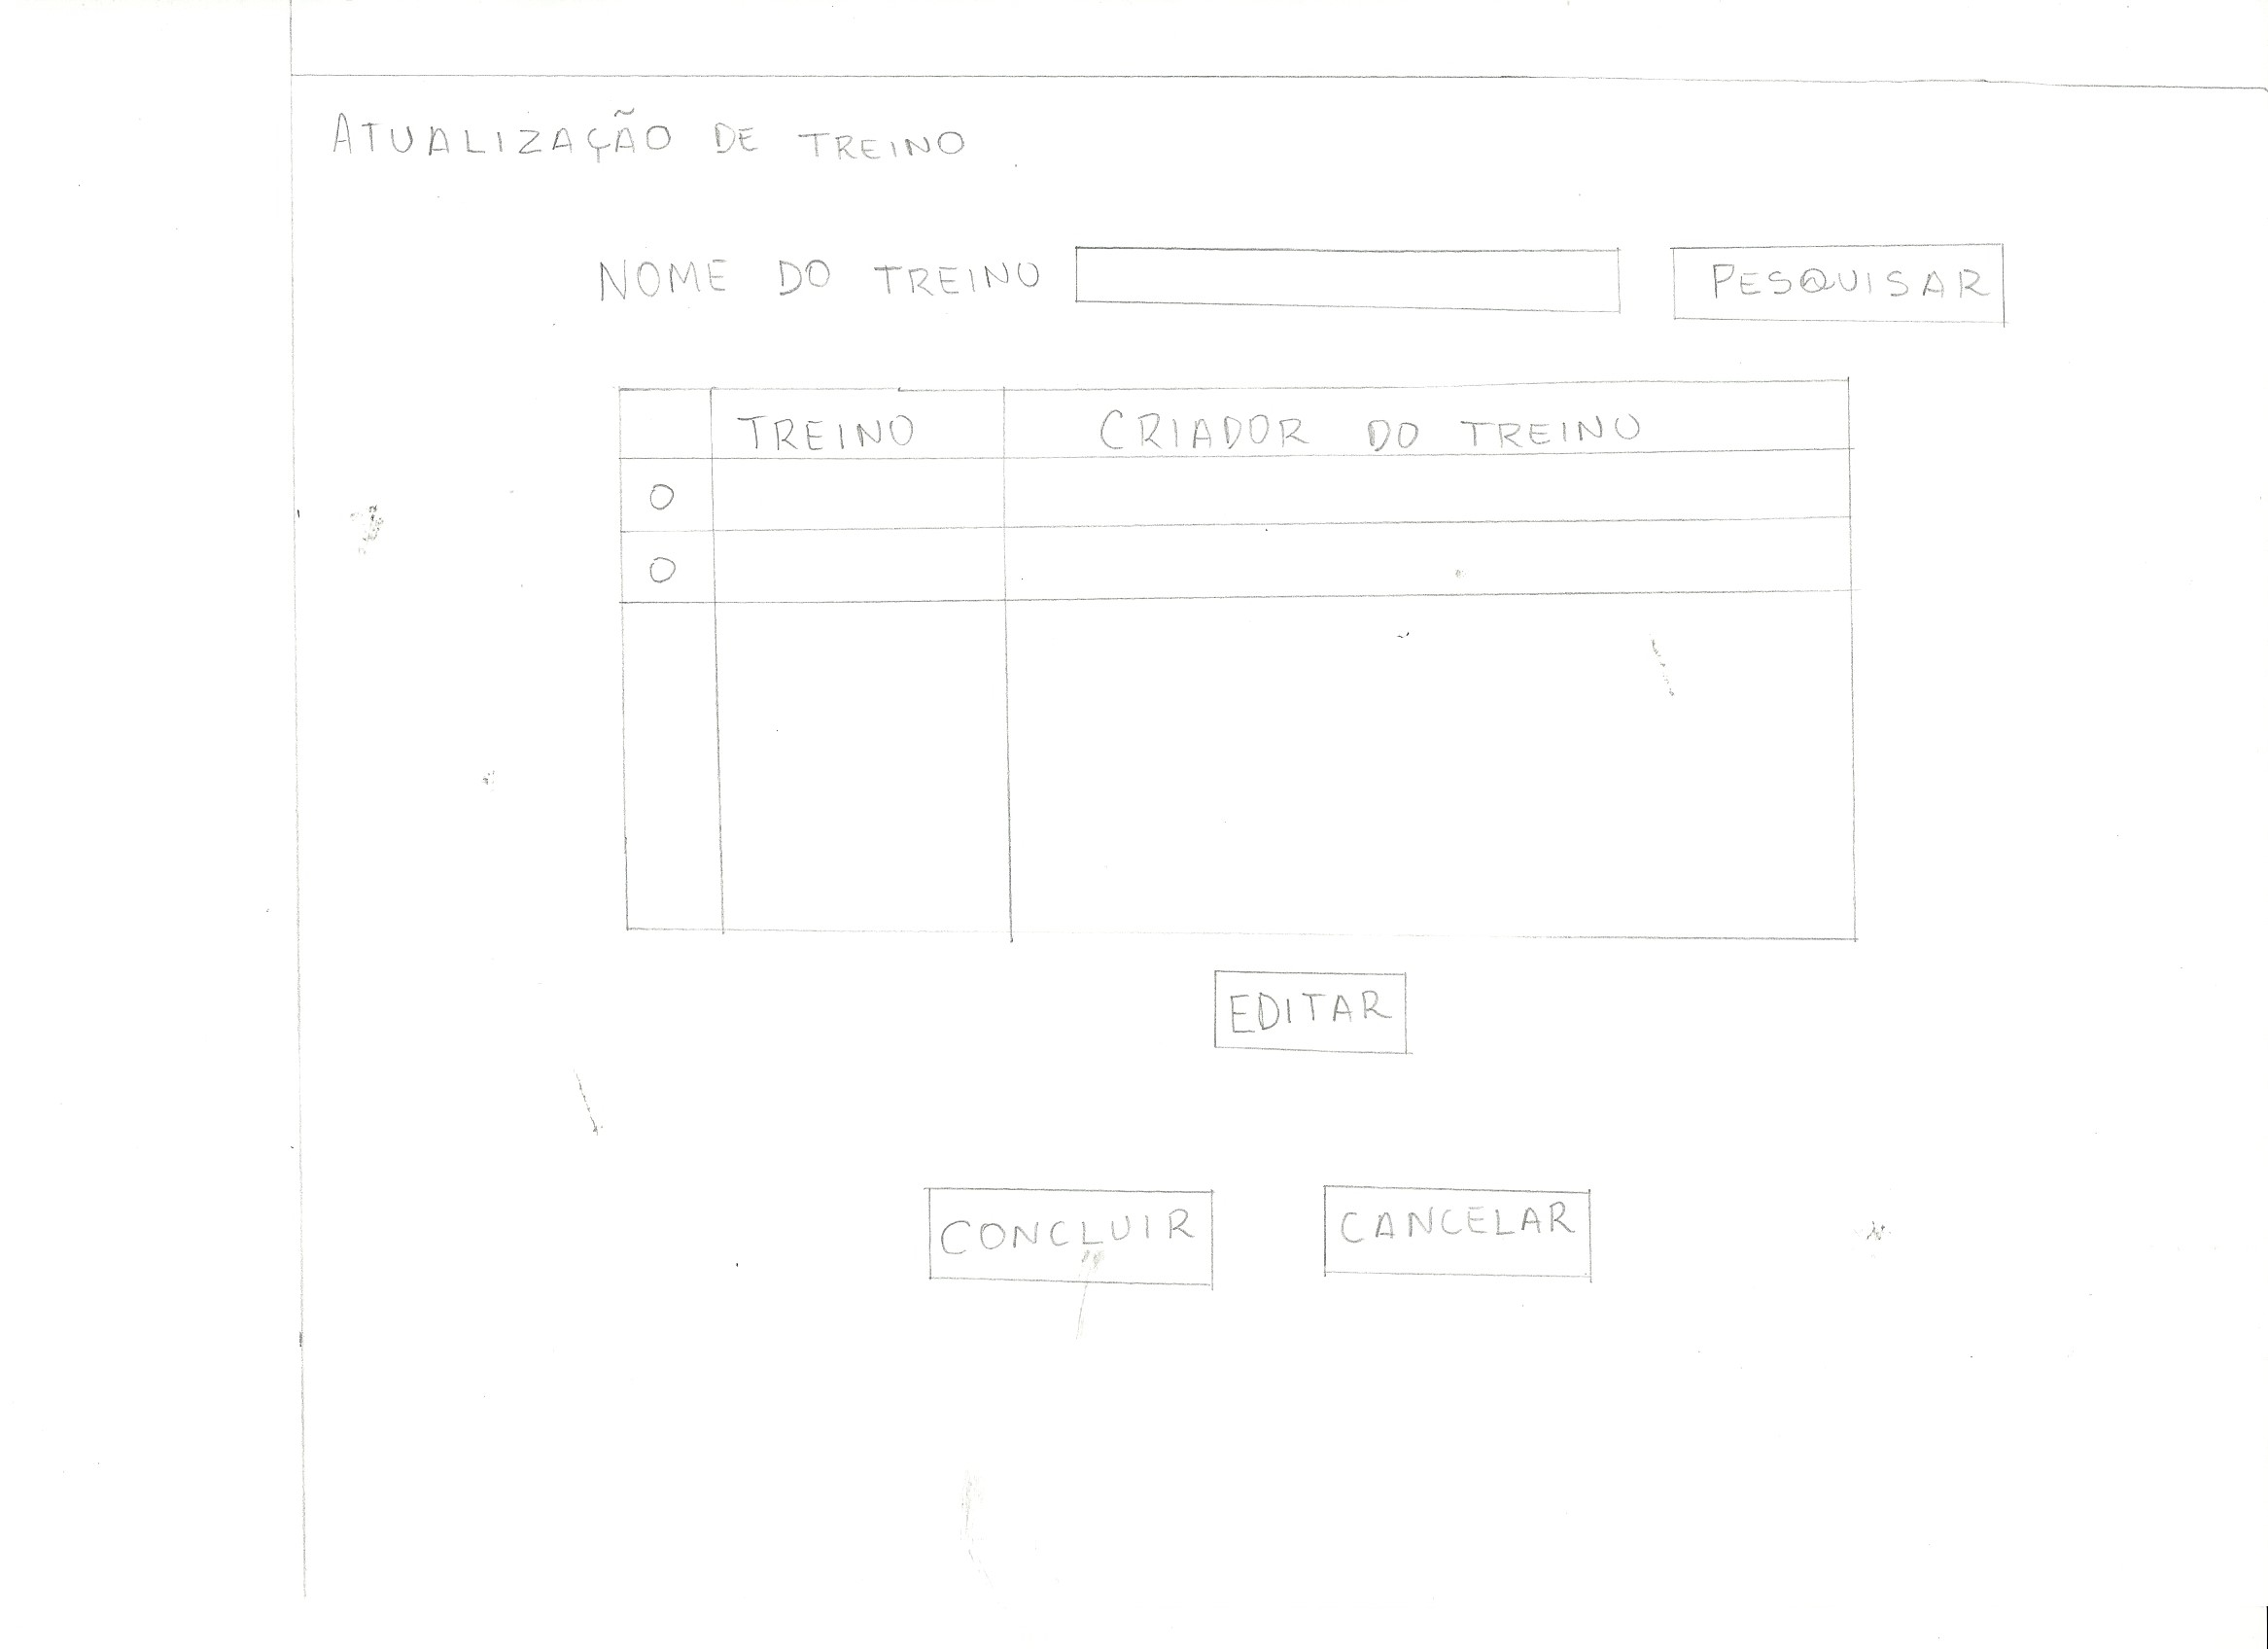 ATUALIZAÇÃO DE TREINO
NOME DO TREINO PESQUISAR
TREINO CRIADOR DO TREINO
EDITAR
CONCLUIR CANCELAR